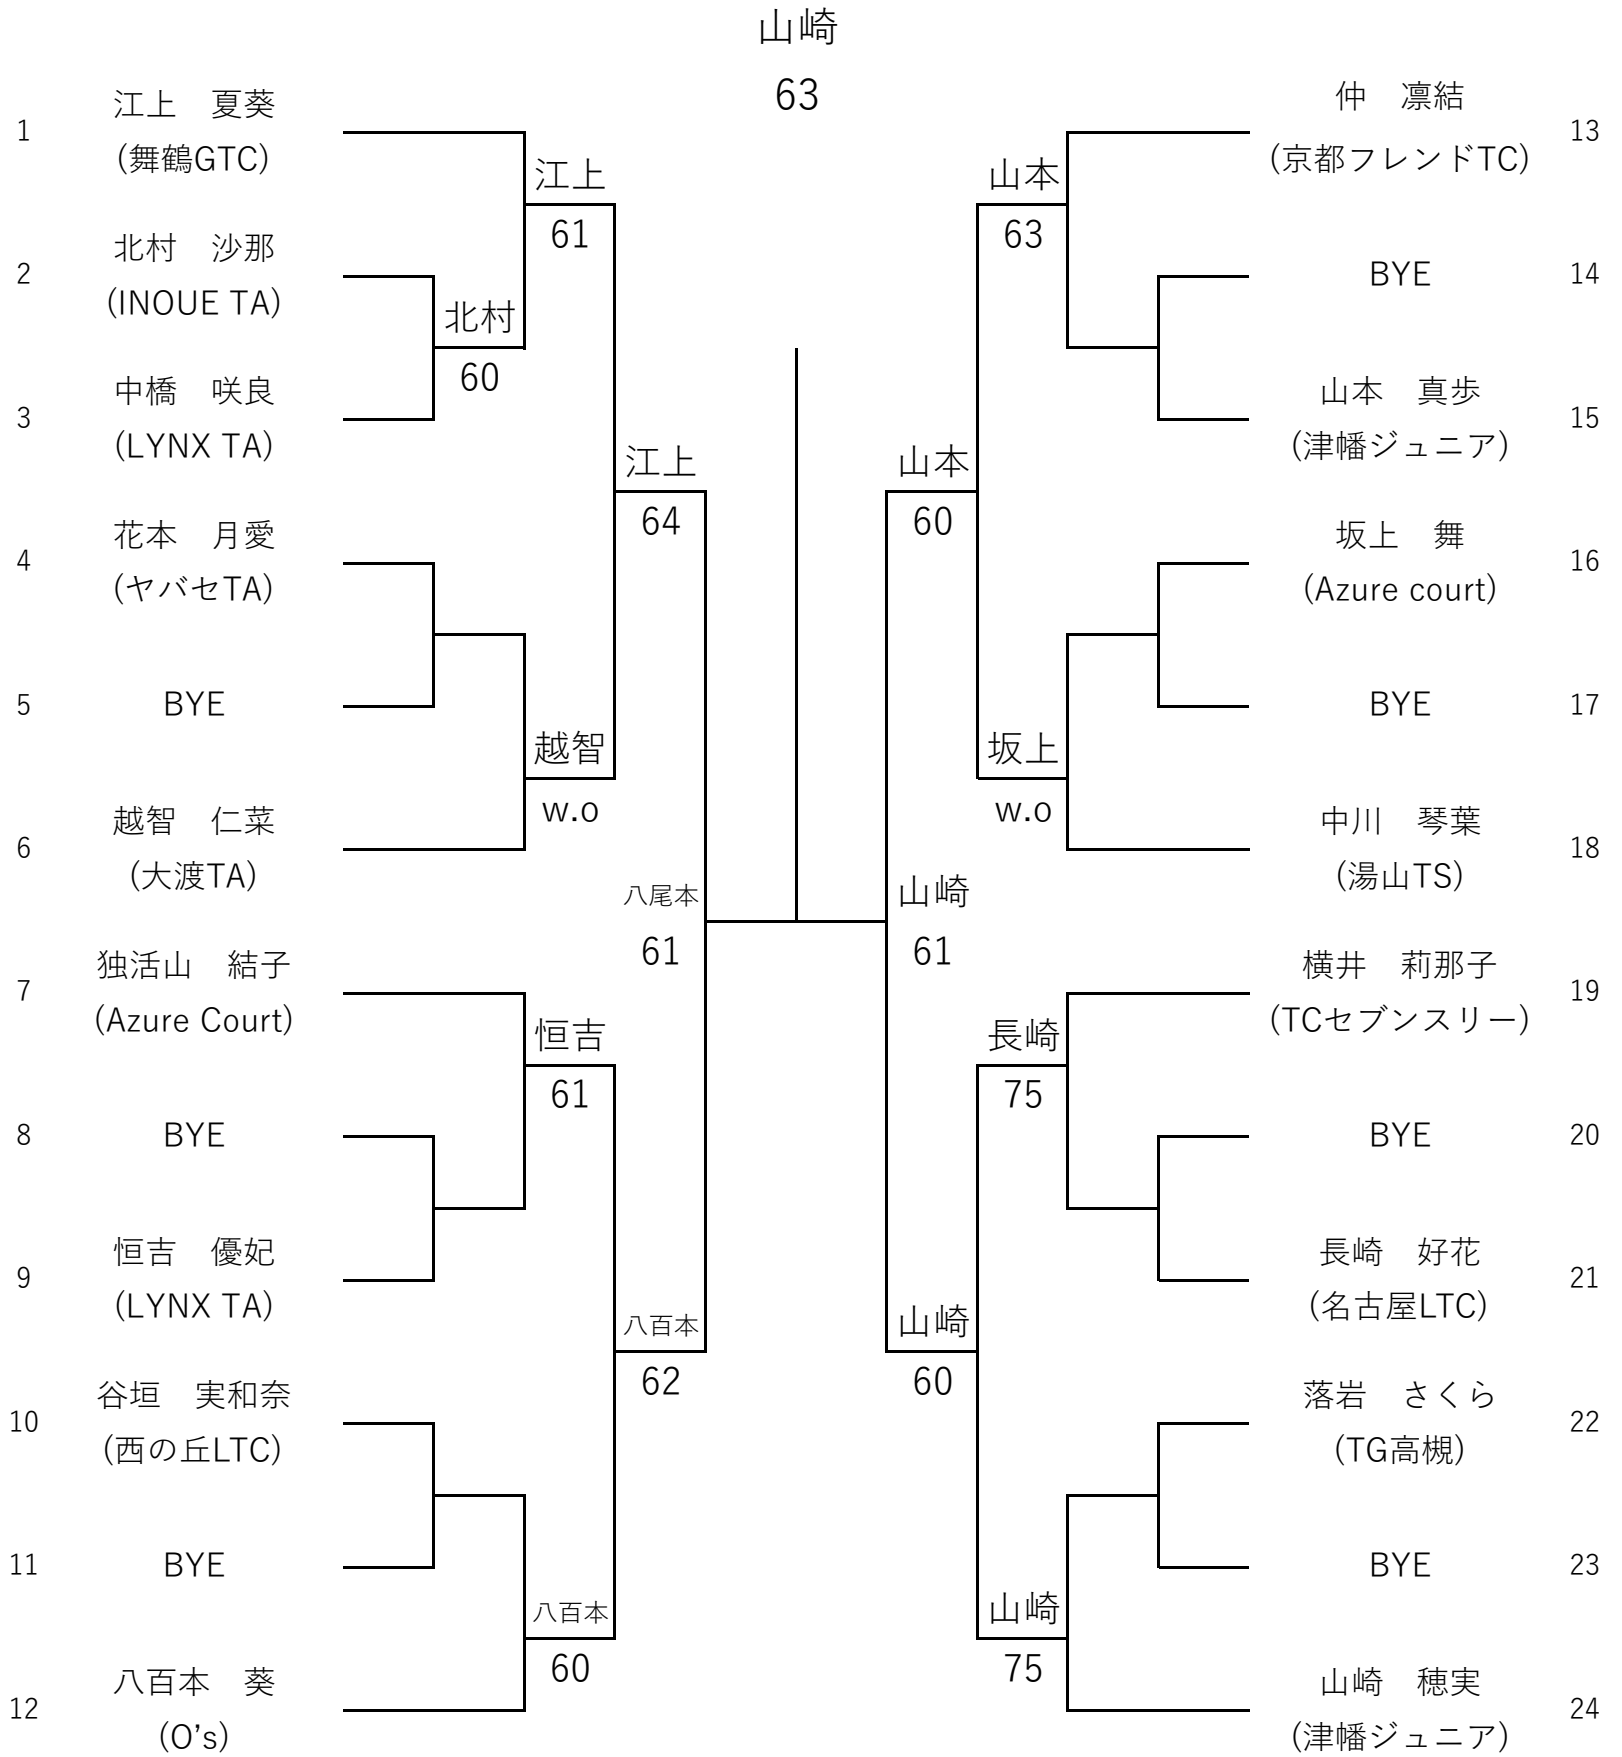 山崎
63
1
江上　夏葵
(舞鶴GTC)
2
北村　沙那
(INOUE TA)
3
中橋　咲良
(LYNX TA)
4
花本　月愛
(ヤバセTA)
5
BYE
6
越智　仁菜
(大渡TA)
7
独活山　結子
(Azure Court)
8
BYE
9
恒吉　優妃
(LYNX TA)
10
谷垣　実和奈
(西の丘LTC)
11
BYE
12
八百本　葵
(O's)
北村
60
江上
61
越智
w.o
恒吉
61
八百本
60
江上
64
八百本
62
八尾本
61
山崎
61
山本
60
山崎
60
山本
63
坂上
w.o
長崎
75
山崎
75
仲　凛結
(京都フレンドTC)
13
BYE
14
山本　真歩
(津幡ジュニア)
15
坂上　舞
(Azure court)
16
BYE
17
中川　琴葉
(湯山TS)
18
横井　莉那子
(TCセブンスリー)
19
BYE
20
長崎　好花
(名古屋LTC)
21
落岩　さくら
(TG高槻)
22
BYE
23
山崎　穂実
(津幡ジュニア)
24